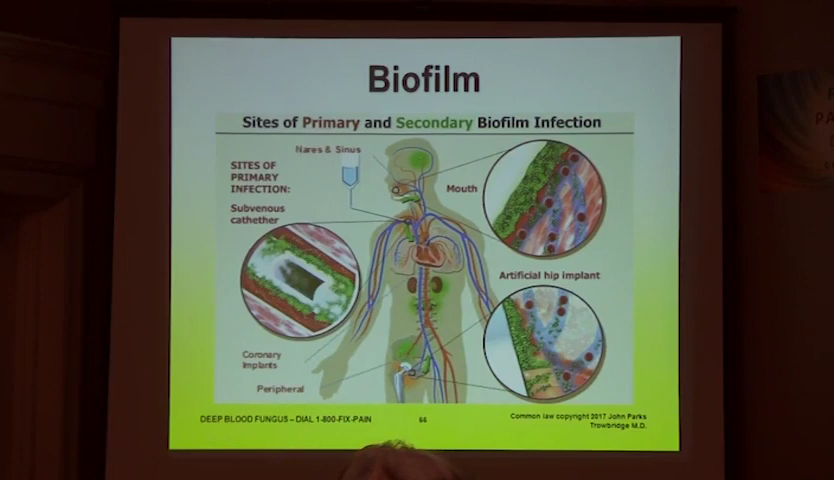 Biofilm
Sites of Primary and Secondary Biofilm Infection
Nares & Sinus
SITES OF
PRIMARY
INFECTION:
Mouth
Subvenous
cathether
Artificial hip implant
Coronary
Implants
Peripheral
DEEP BLOOD FUNGUS – DIAL 1-800-FIX-PAIN
66
Common law copyright 2017 John Parks
Trowbridge M.D.